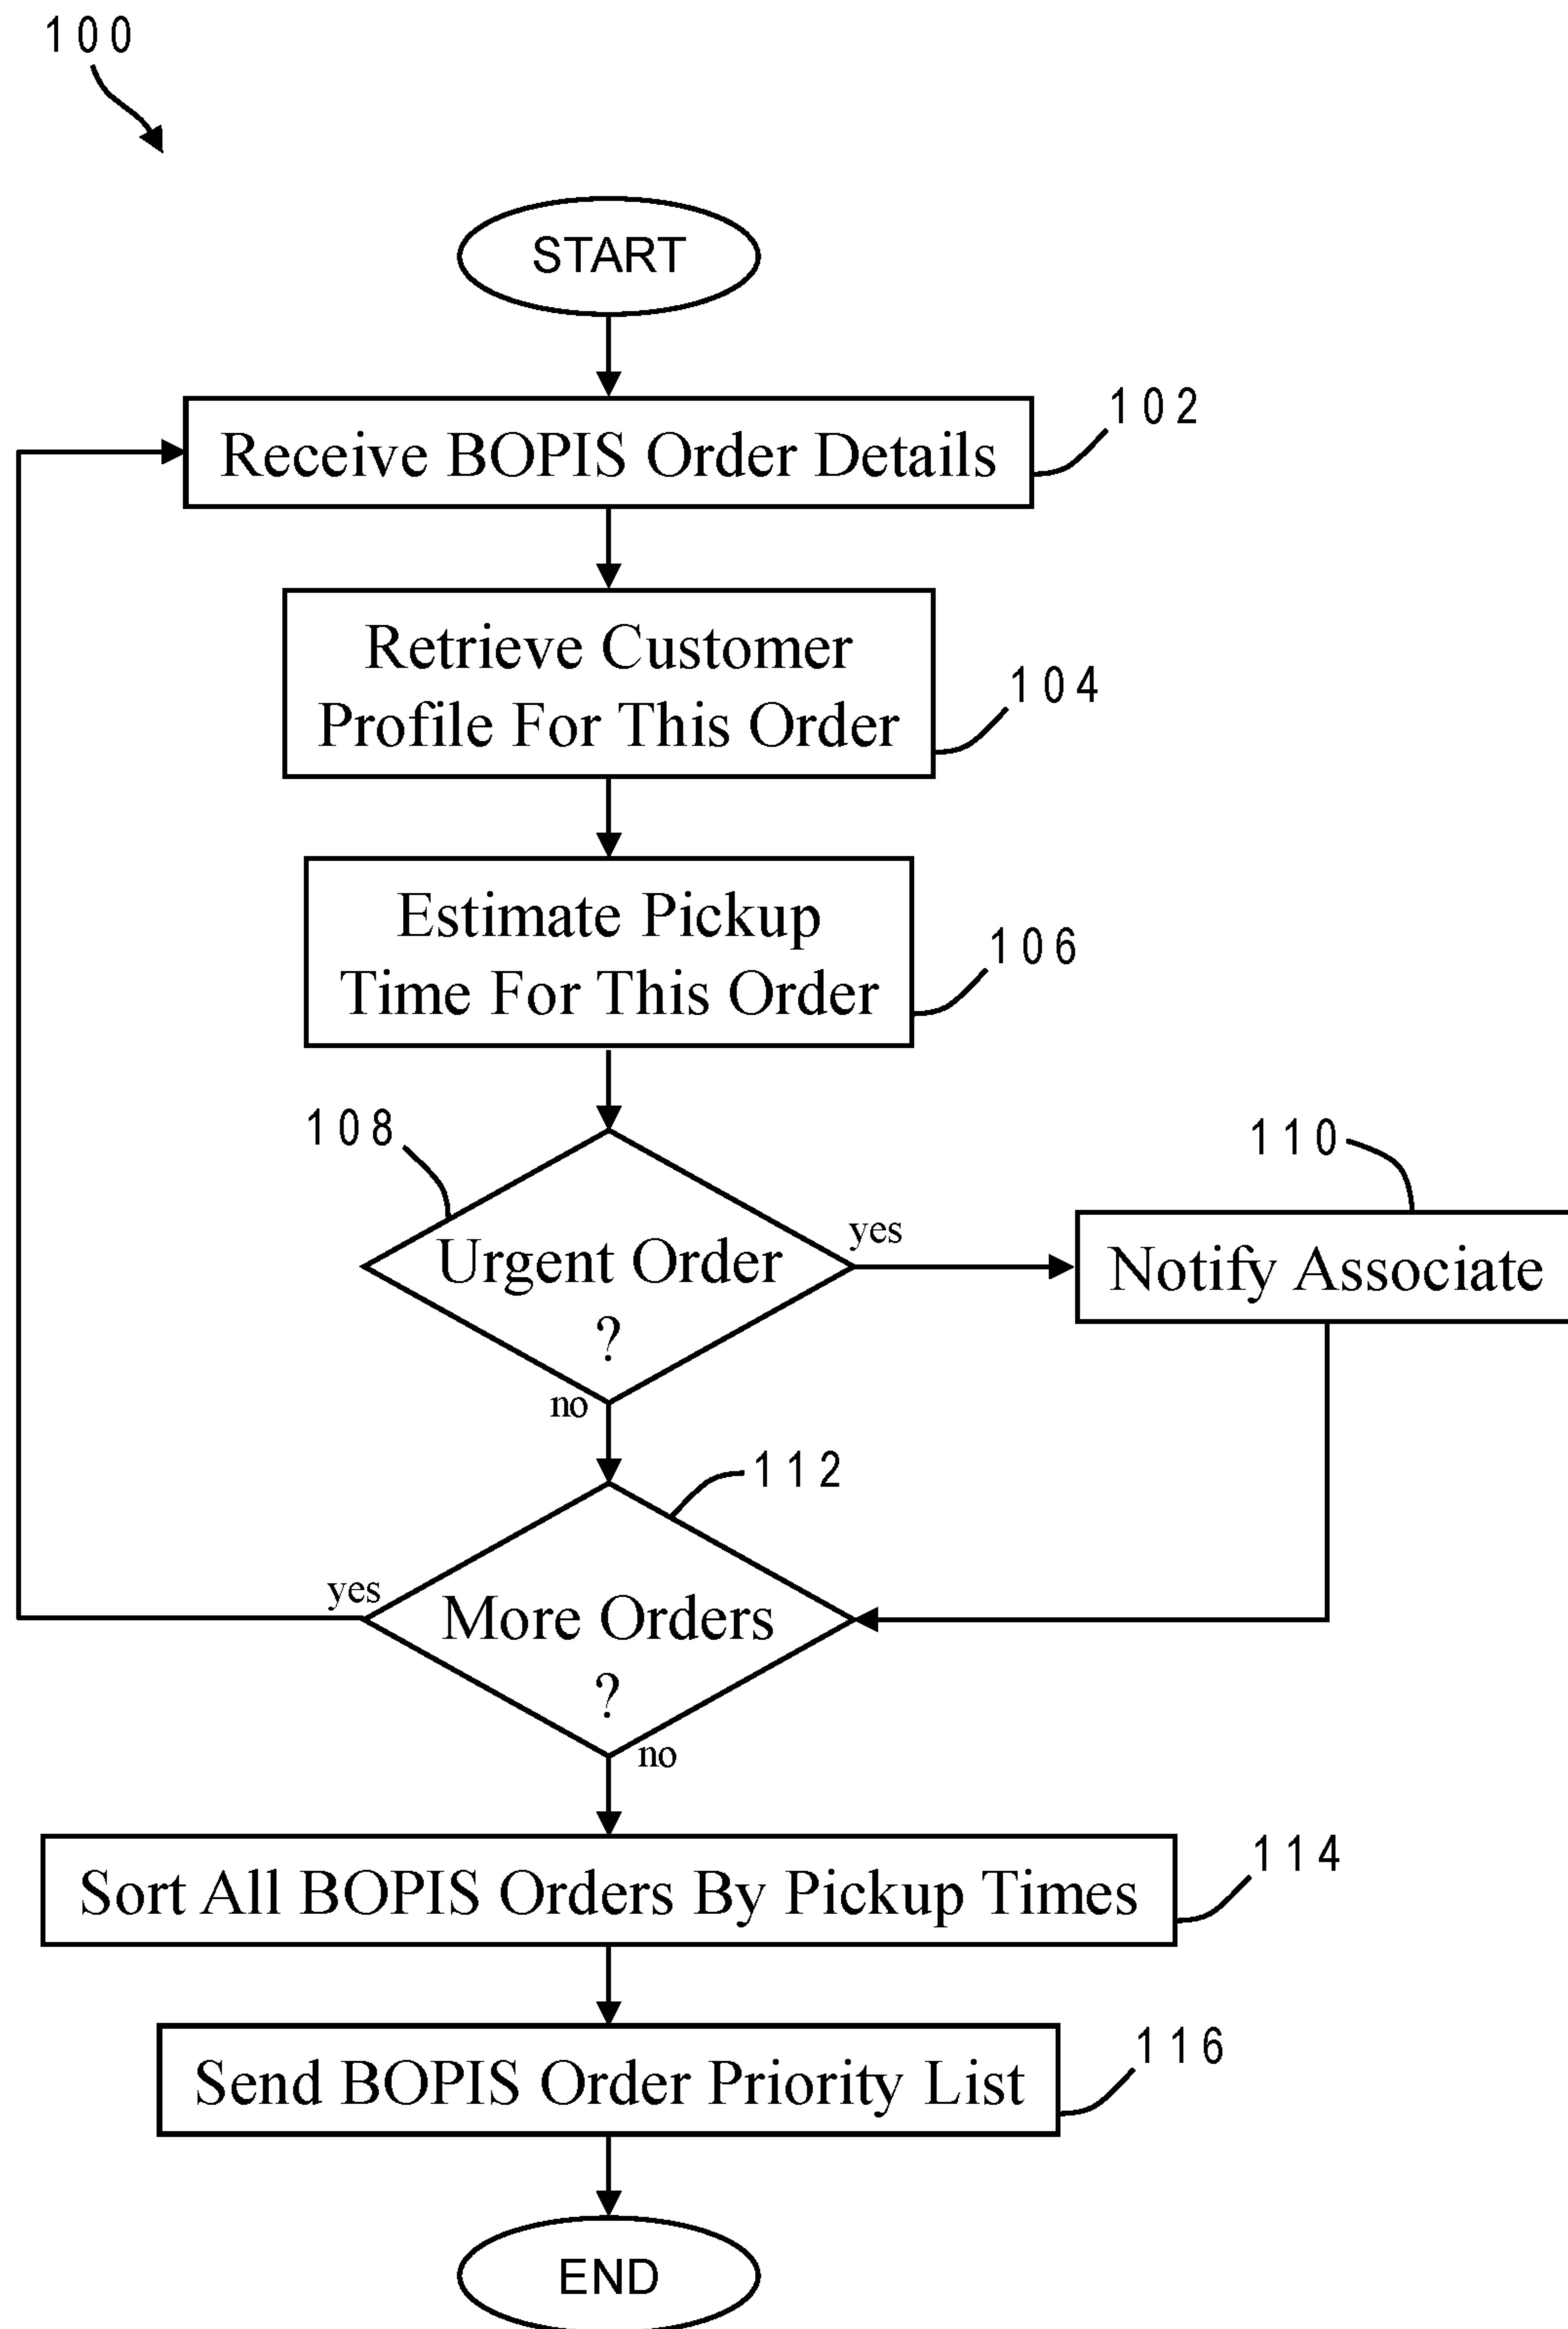 100
START
102
Receive BOPIS Order Details
104
Retrieve Customer
Profile For This Order
106
Estimate Pickup
Time For This Order
108
Urgent Order
?
yes
no
110
Notify Associate
112
More Orders
?
yes
no
114
Sort All BOPIS Orders By Pickup Times
116
Send BOPIS Order Priority List
END